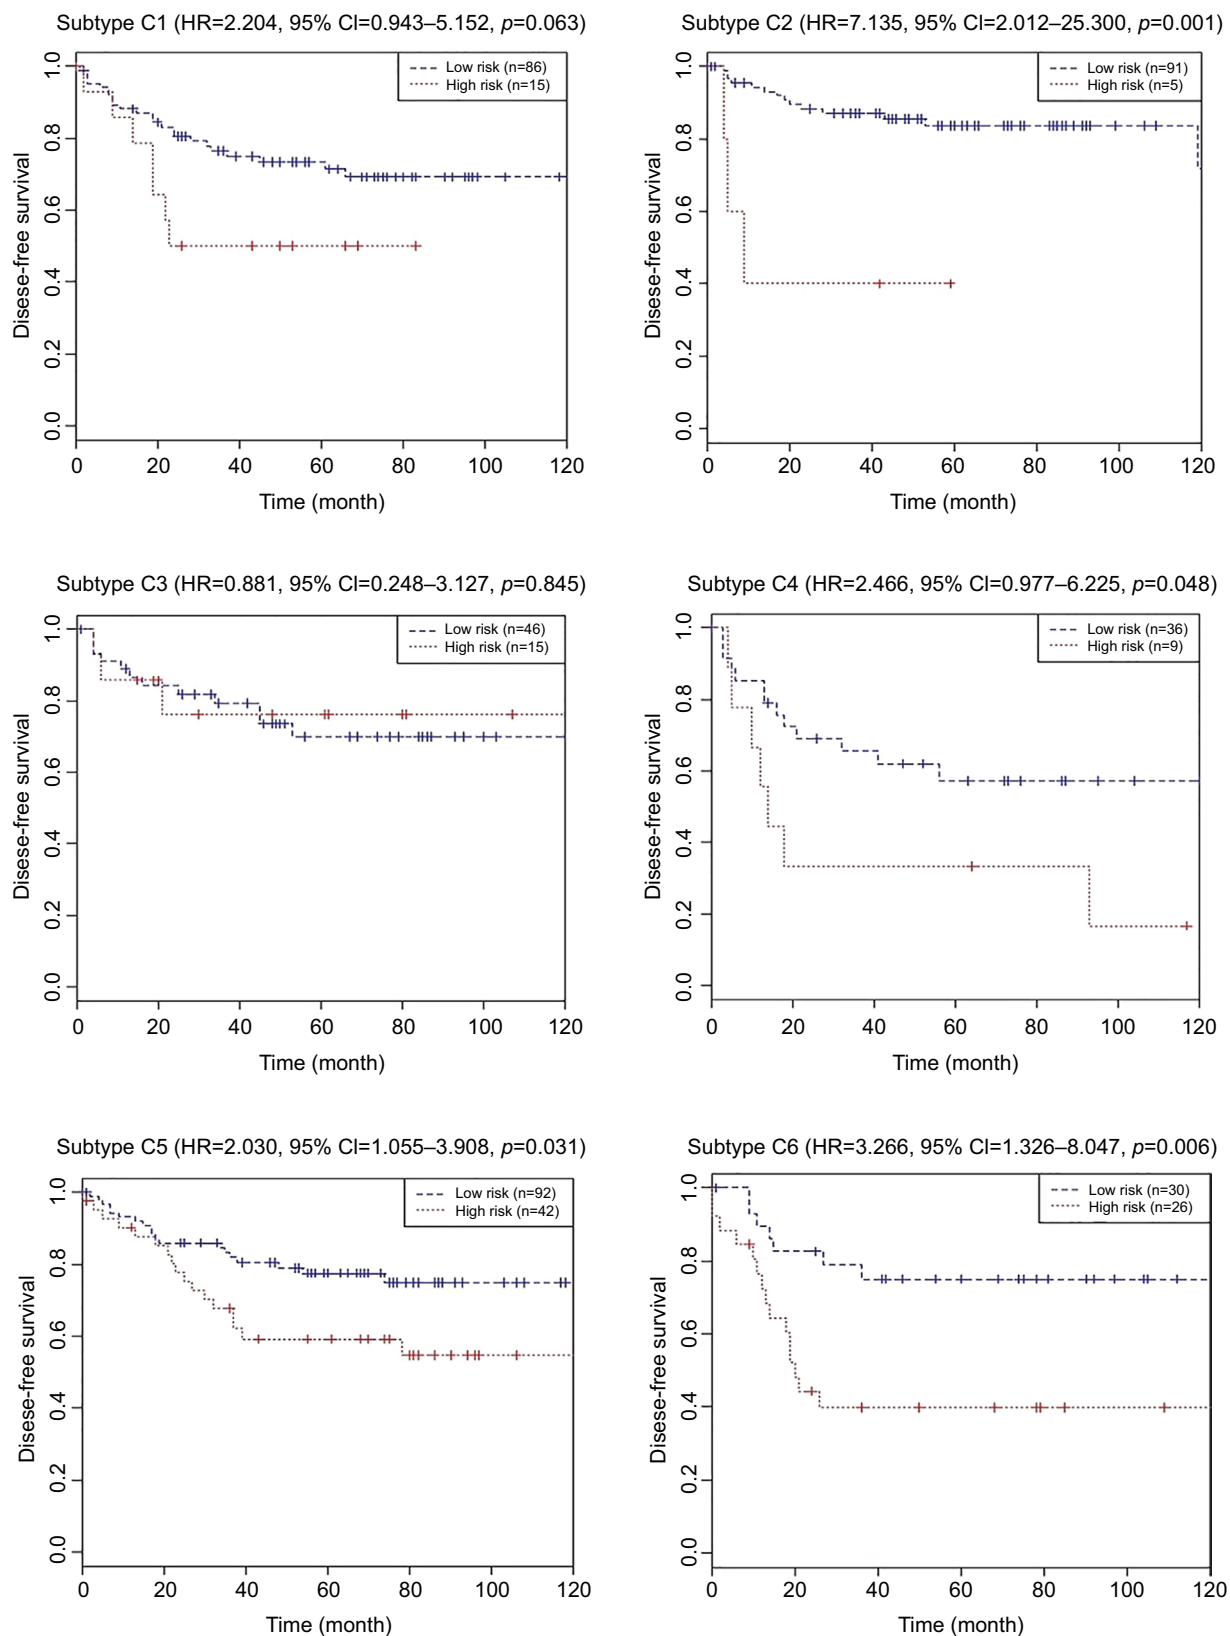 Subtype C1 (HR=2.204, 95% CI=0.943–5.152, p=0.063)
Low risk (n=86)
High risk (n=15)
Disese-free survival
1.0
0.8
0.6
0.4
0.2
0.0
0 20 40 60 80 100 120
Time (month)
Subtype C2 (HR=7.135, 95% CI=2.012–25.300, p=0.001)
Low risk (n=91)
High risk (n=5)
Disese-free survival
1.0
0.8
0.6
0.4
0.2
0.0
0 20 40 60 80 100 120
Time (month)
Subtype C3 (HR=0.881, 95% CI=0.248–3.127, p=0.845)
Low risk (n=46)
High risk (n=15)
Disese-free survival
1.0
0.8
0.6
0.4
0.2
0.0
0 20 40 60 80 100 120
Time (month)
Subtype C4 (HR=2.466, 95% CI=0.977–6.225, p=0.048)
Low risk (n=36)
High risk (n=9)
Disese-free survival
1.0
0.8
0.6
0.4
0.2
0.0
0 20 40 60 80 100 120
Time (month)
Subtype C5 (HR=2.030, 95% CI=1.055–3.908, p=0.031)
Low risk (n=92)
High risk (n=42)
Disese-free survival
1.0
0.8
0.6
0.4
0.2
0.0
0 20 40 60 80 100 120
Time (month)
Subtype C6 (HR=3.266, 95% CI=1.326–8.047, p=0.006)
Low risk (n=30)
High risk (n=26)
Disese-free survival
1.0
0.8
0.6
0.4
0.2
0.0
0 20 40 60 80 100 120
Time (month)